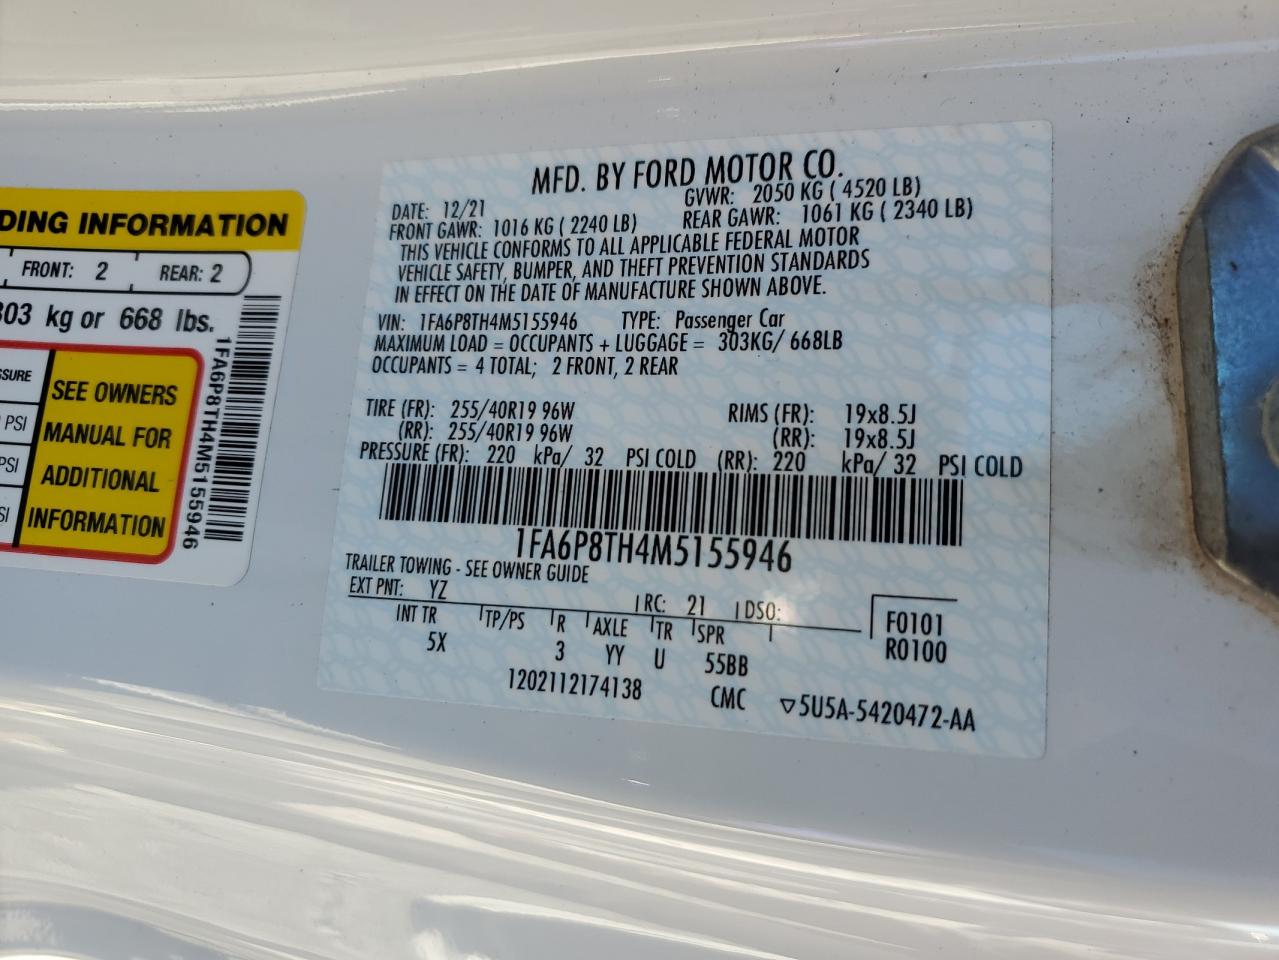 DING INFORMATION
FRONT: 2 REAR: 2
303 kg or 668 lbs.
SSURE
PSI
PSI
SI
SEE OWNERS
MANUAL FOR
ADDITIONAL
INFORMATION
1FA6P8TH4M5155946
MFD. BY FORD MOTOR CO.
DATE: 12/21 GVWR: 2050 KG ( 4520 LB)
FRONT GAWR: 1016 KG ( 2240 LB) REAR GAWR: 1061 KG ( 2340 LB)
THIS VEHICLE CONFORMS TO ALL APPLICABLE FEDERAL MOTOR
VEHICLE SAFETY, BUMPER, AND THEFT PREVENTION STANDARDS
IN EFFECT ON THE DATE OF MANUFACTURE SHOWN ABOVE.
VIN: 1FA6P8TH4M5155946 TYPE: Passenger Car
MAXIMUM LOAD = OCCUPANTS + LUGGAGE = 303KG/ 668LB
OCCUPANTS = 4 TOTAL; 2 FRONT, 2 REAR
TIRE (FR): 255/40R19 96W RIMS (FR): 19x8.5J
(RR): 255/40R19 96W (RR): 19x8.5J
PRESSURE (FR): 220 kPa/ 32 PSI COLD (RR): 220 kPa/ 32 PSI COLD
1FA6P8TH4M5155946
TRAILER TOWING - SEE OWNER GUIDE
EXT PNT: YZ RC: 21 DSO:
INT TR TP/PS R AXLE TR SPR F0101
5X 3 YY U 55BB R0100
1202112174138 CMC ▽5U5A-5420472-AA